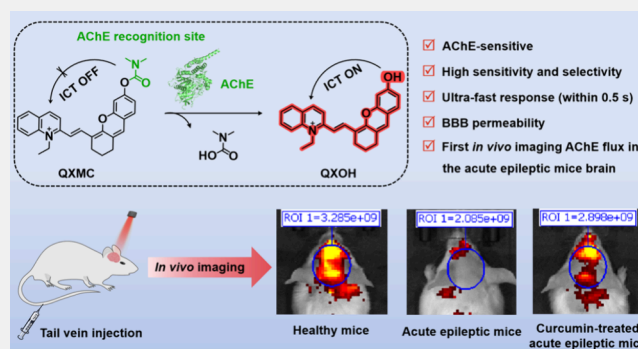 AChE recognition site
N
O
O
ICT OFF
AChE
ICT ON
OH
O
N+
QXMC
HO
N
O
N+
QXOH
☑ AChE-sensitive
☑ High sensitivity and selectivity
☑ Ultra-fast response (within 0.5 s)
☑ BBB permeability
☑ First in vivo imaging AChE flux in
the acute epileptic mice brain
ROI 1=3.285e+09
ROI 1=2.085e+09
ROI 1=2.898e+09
In vivo imaging
Tail vein injection
Healthy mice
Acute epileptic mice
Curcumin-treated
acute epileptic mice